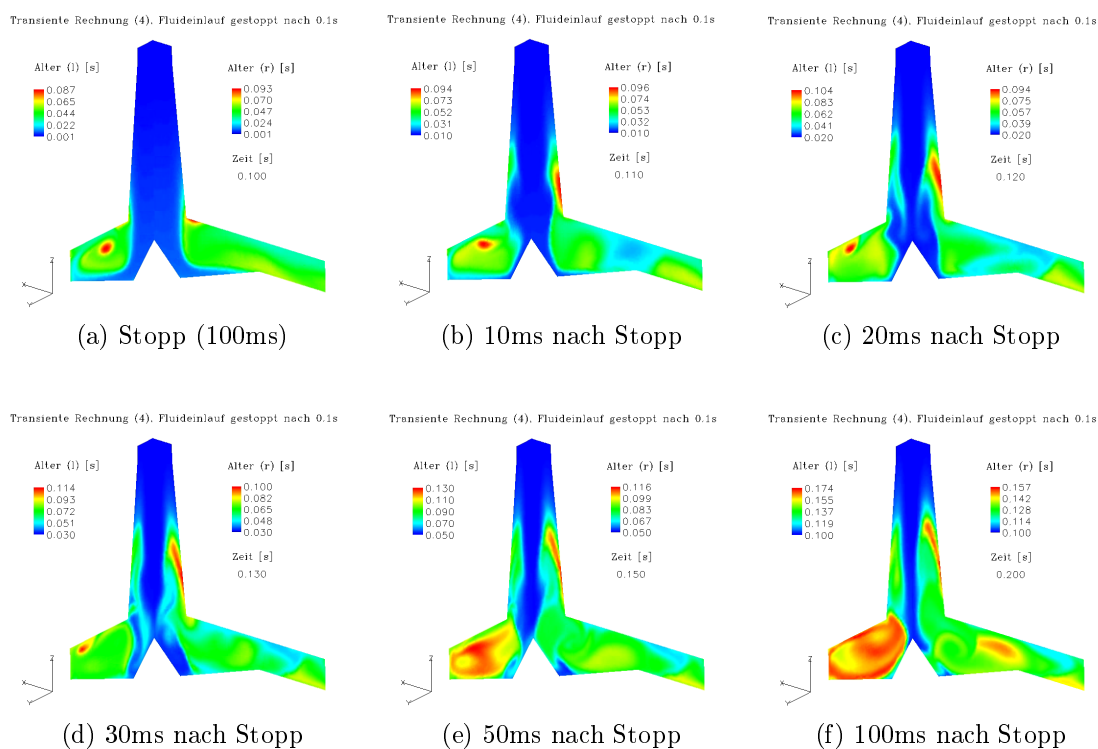 Transiente Rechnung (4), Fluideinlauf gestoppt nach 0.1s
Alter (l) [s]
0.087
0.065
0.044
0.022
0.001
Alter (r) [s]
0.093
0.070
0.047
0.024
0.001
Zeit [s]
0.100
Z
X
Y
(a) Stopp (100ms)
Transiente Rechnung (4), Fluideinlauf gestoppt nach 0.1s
Alter (l) [s]
0.094
0.073
0.052
0.031
0.010
Alter (r) [s]
0.096
0.074
0.053
0.032
0.010
Zeit [s]
0.110
Z
X
Y
(b) 10ms nach Stopp
Transiente Rechnung (4), Fluideinlauf gestoppt nach 0.1s
Alter (l) [s]
0.104
0.083
0.062
0.041
0.020
Alter (r) [s]
0.094
0.075
0.057
0.039
0.020
Zeit [s]
0.120
Z
X
Y
(c) 20ms nach Stopp
Transiente Rechnung (4), Fluideinlauf gestoppt nach 0.1s
Alter (l) [s]
0.114
0.093
0.072
0.051
0.030
Alter (r) [s]
0.100
0.082
0.065
0.048
0.030
Zeit [s]
0.130
Z
X
Y
(d) 30ms nach Stopp
Transiente Rechnung (4), Fluideinlauf gestoppt nach 0.1s
Alter (l) [s]
0.130
0.110
0.090
0.070
0.050
Alter (r) [s]
0.116
0.099
0.083
0.067
0.050
Zeit [s]
0.150
Z
X
Y
(e) 50ms nach Stopp
Transiente Rechnung (4), Fluideinlauf gestoppt nach 0.1s
Alter (l) [s]
0.174
0.155
0.137
0.119
0.100
Alter (r) [s]
0.157
0.142
0.128
0.114
0.100
Zeit [s]
0.200
Z
X
Y
(f) 100ms nach Stopp